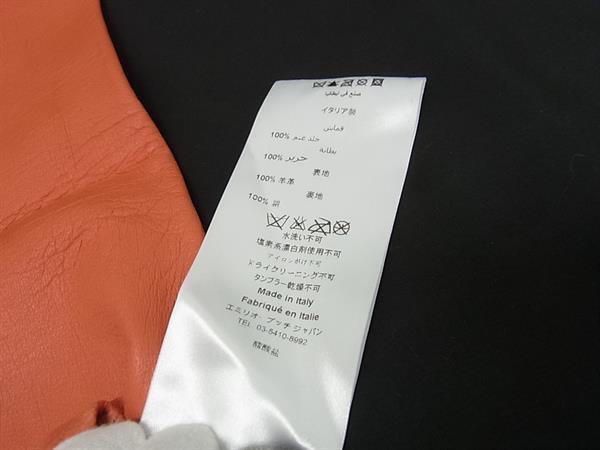 صنع في ايطاليا
イタリア製
قماش
100% جلد غنم
بطانة
100% حرير
表地
100% 羊革
裏地
100%
水洗い不可
塩素系漂白剤使用不可
アイロンがけ不可
ドライクリーニング不可
タンブラー乾燥不可
Made in Italy
Fabriqué en Italie
エミリオ・プッチ ジャパン
TEL 03-5410-8992
醋酸盐